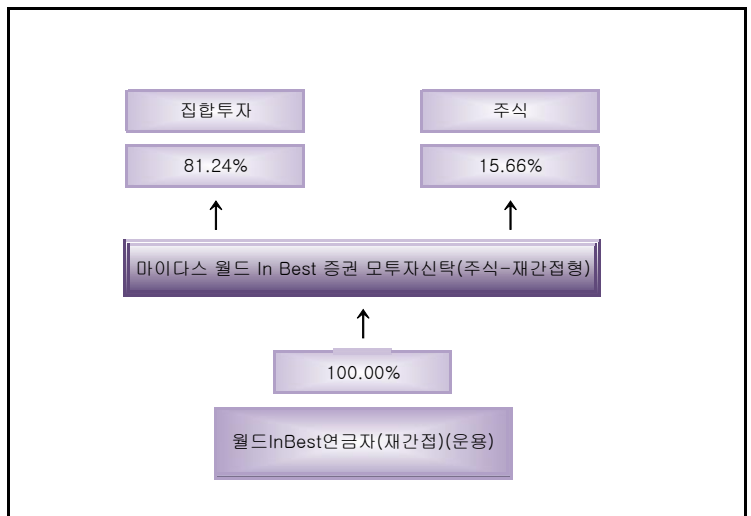 집합투자
주식
81.24%
15.66%
↑ ↑
마이다스 월드 In Best 증권 모투자신탁(주식-재간접형)
↑
100.00%
월드InBest연금자(재간접)(운용)